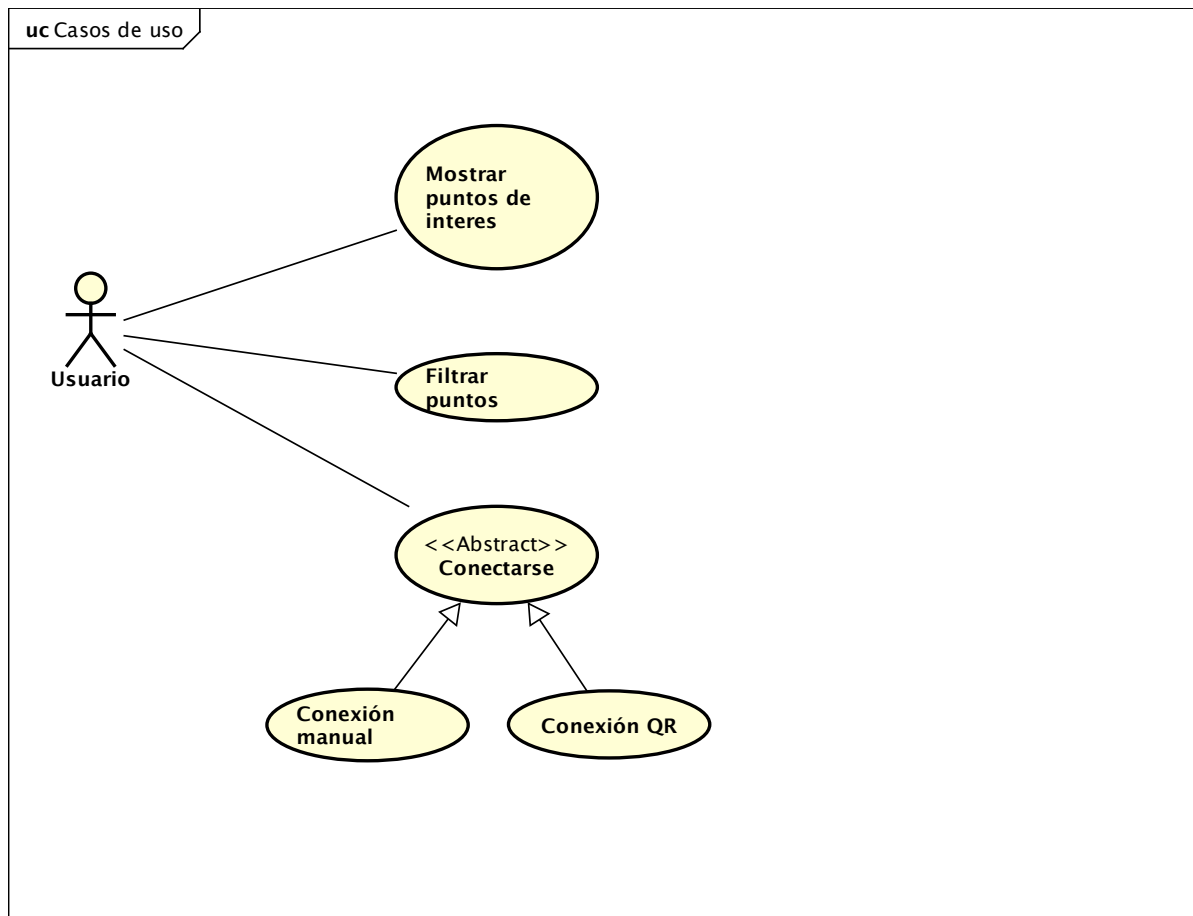 uc Casos de uso
Mostrar
puntos de
interes
Usuario
Filtrar
puntos
<<Abstract>>
Conectarse
Conexión
manual
Conexión QR